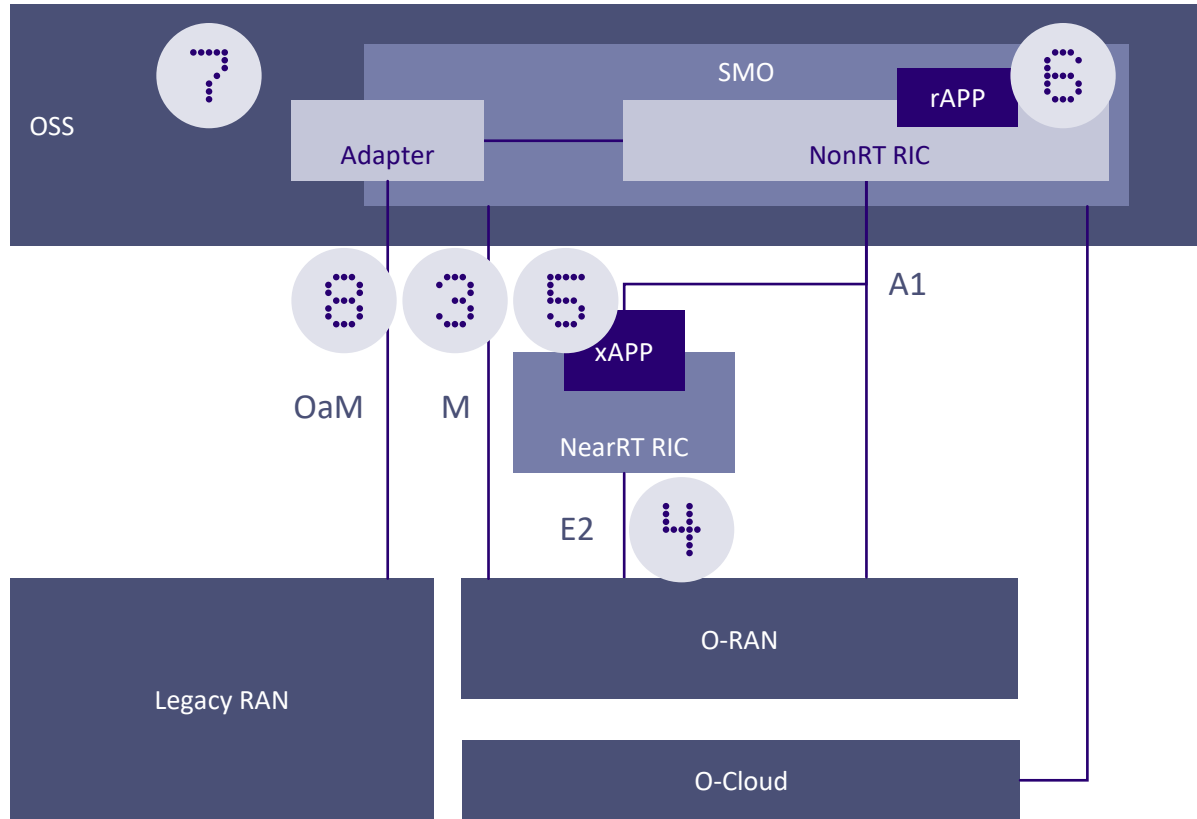 7
SMO
6
rAPP
OSS
Adapter
NonRT RIC
8
3
5
A1
xAPP
OaM
M
NearRT RIC
E2
4
O-RAN
Legacy RAN
O-Cloud